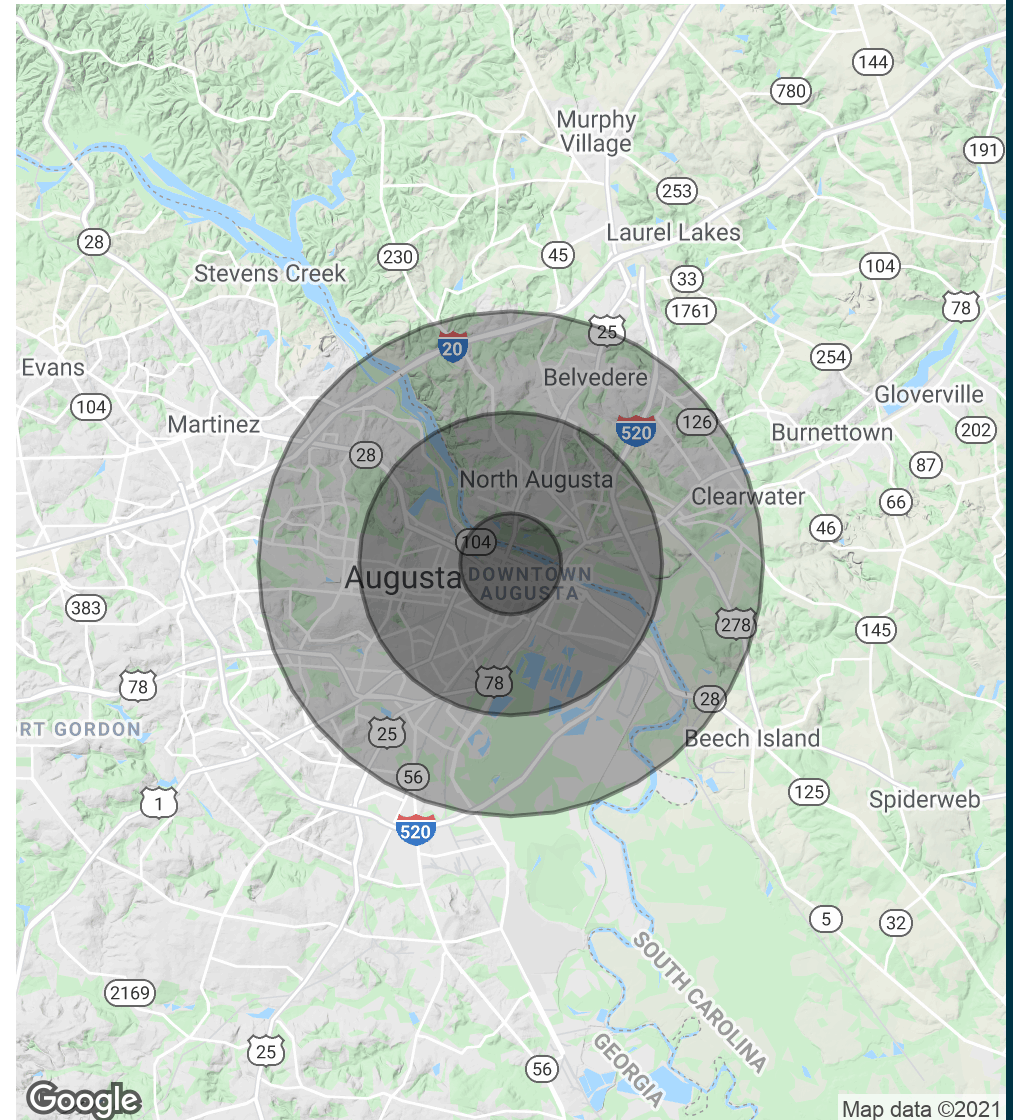 144
780
Murphy
Village
191
253
Laurel Lakes
28
230
45
104
Stevens Creek
33
78
1761
25
20
254
Evans
Belvedere
Gloverville
104
Martinez
126
520
Burnettown
202
28
87
North Augusta
Clearwater
66
46
104
Augusta
DOWNTOWN
AUGUSTA
383
278
145
78
78
28
RT GORDON
25
Beech Island
56
125
1
Spiderweb
520
5
32
SOUTH CAROLINA
2169
25
56
GEORGIA
Google
Map data ©2021